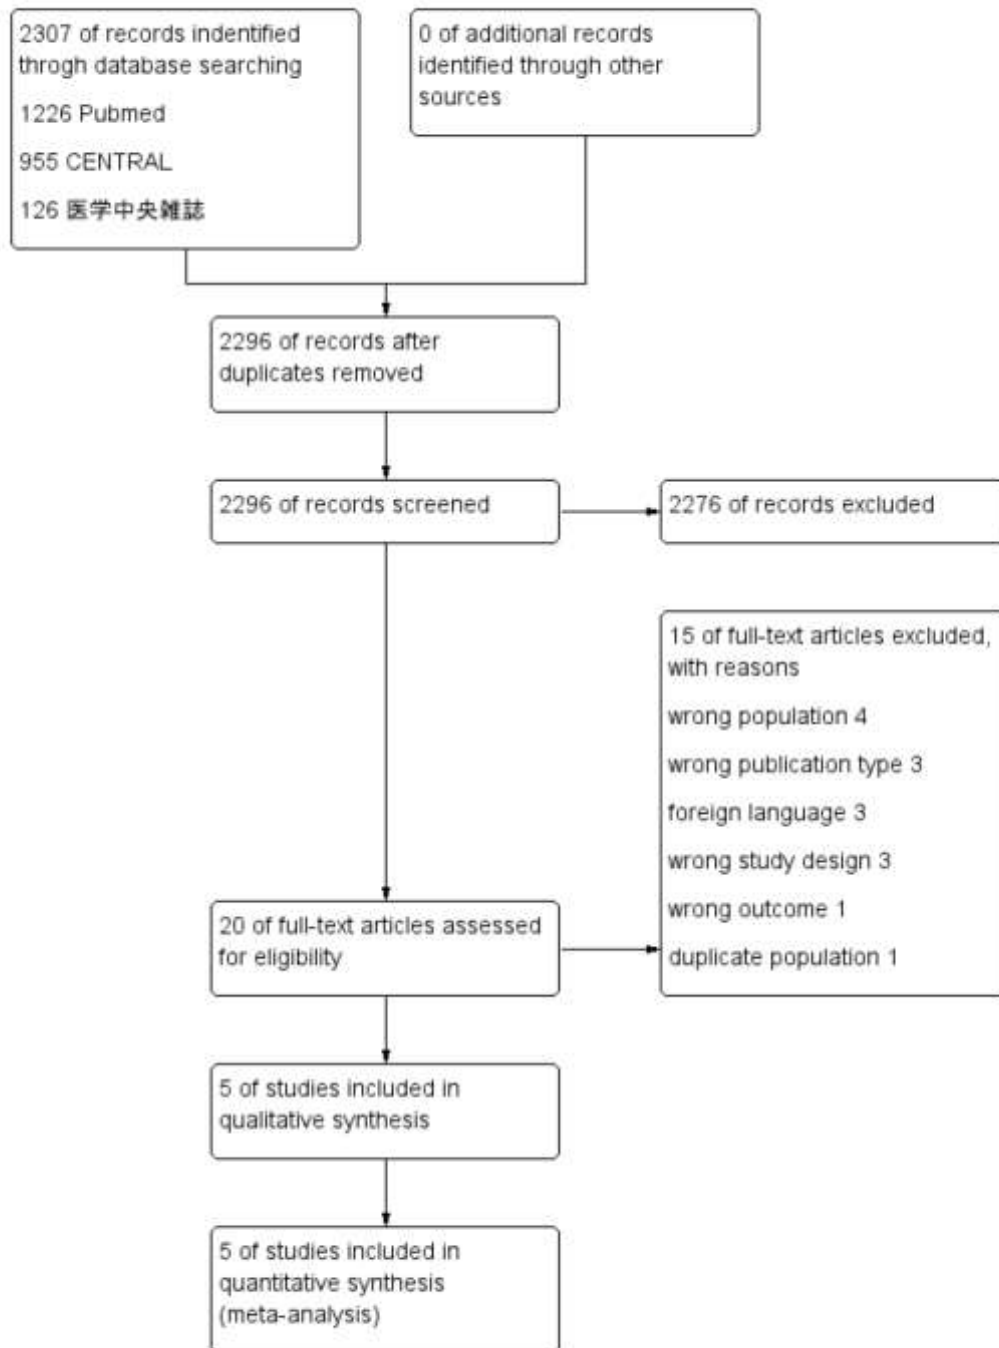 2307 of records indentified
throgh database searching
1226 Pubmed
955 CENTRAL
126 医学中央雑誌
0 of additional records
identified through other
sources
2296 of records after
duplicates removed
2296 of records screened
2276 of records excluded
15 of full-text articles excluded,
with reasons
wrong population 4
wrong publication type 3
foreign language 3
wrong study design 3
wrong outcome 1
duplicate population 1
20 of full-text articles assessed
for eligibility
5 of studies included in
qualitative synthesis
5 of studies included in
quantitative synthesis
(meta-analysis)